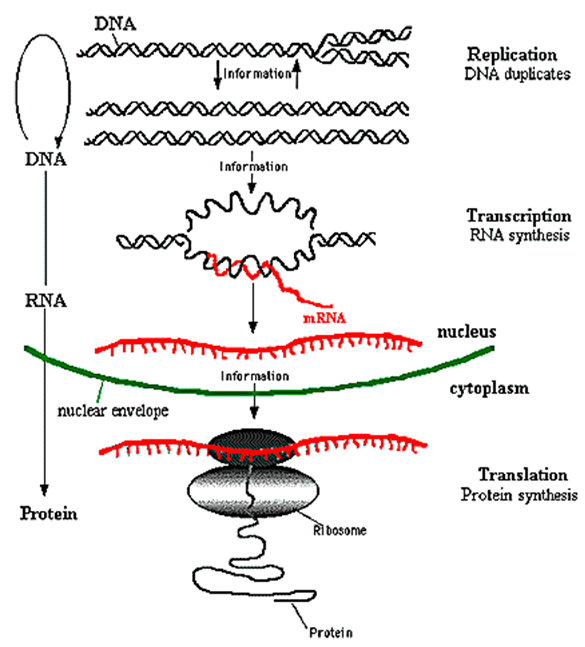 DNA
Replication
DNA duplicates
Information
DNA
Information
Transcription
RNA synthesis
RNA
mRNA
nucleus
Information
cytoplasm
nuclear envelope
Translation
Protein synthesis
Protein
Ribosome
Protein